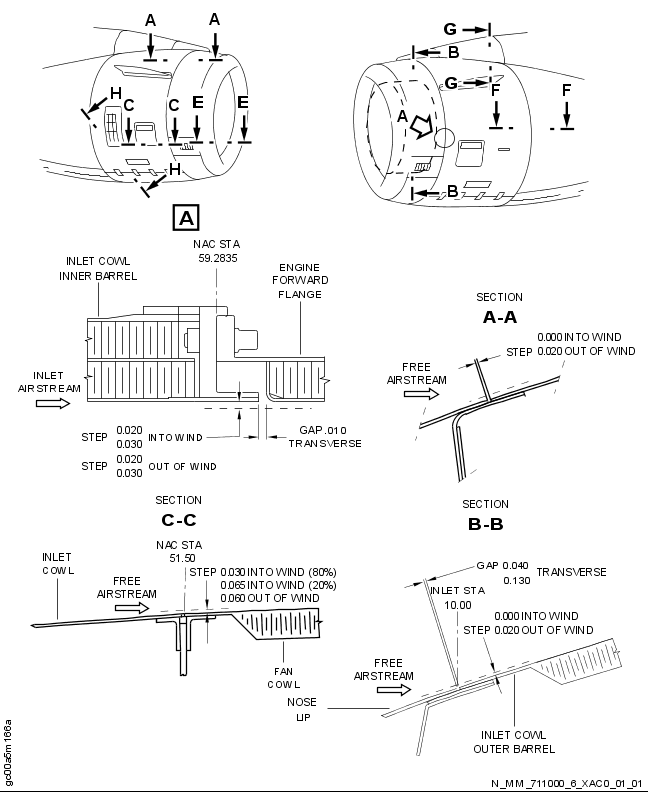 A
A
G
B
H
C
C
E
E
G
F
F
A
H
B
A
NAC STA
59.2835
INLET COWL
INNER BARREL
ENGINE
FORWARD
FLANGE
INLET
AIRSTREAM
STEP 0.020
0.030 INTO WIND
STEP 0.020
0.030 OUT OF WIND
GAP .010
TRANSVERSE
SECTION
A-A
0.000 INTO WIND
STEP 0.020 OUT OF WIND
FREE
AIRSTREAM
SECTION
C-C
NAC STA
51.50
INLET
COWL
FREE
AIRSTREAM
STEP 0.030 INTO WIND (80%)
0.065 INTO WIND (20%)
0.060 OUT OF WIND
FAN
COWL
SECTION
B-B
GAP 0.040
0.130 TRANSVERSE
INLET STA
10.00
0.000 INTO WIND
STEP 0.020 OUT OF WIND
FREE
AIRSTREAM
NOSE
LIP
INLET COWL
OUTER BARREL
gc00a5m166a
N_MM_711000_6_XAC0_01_01